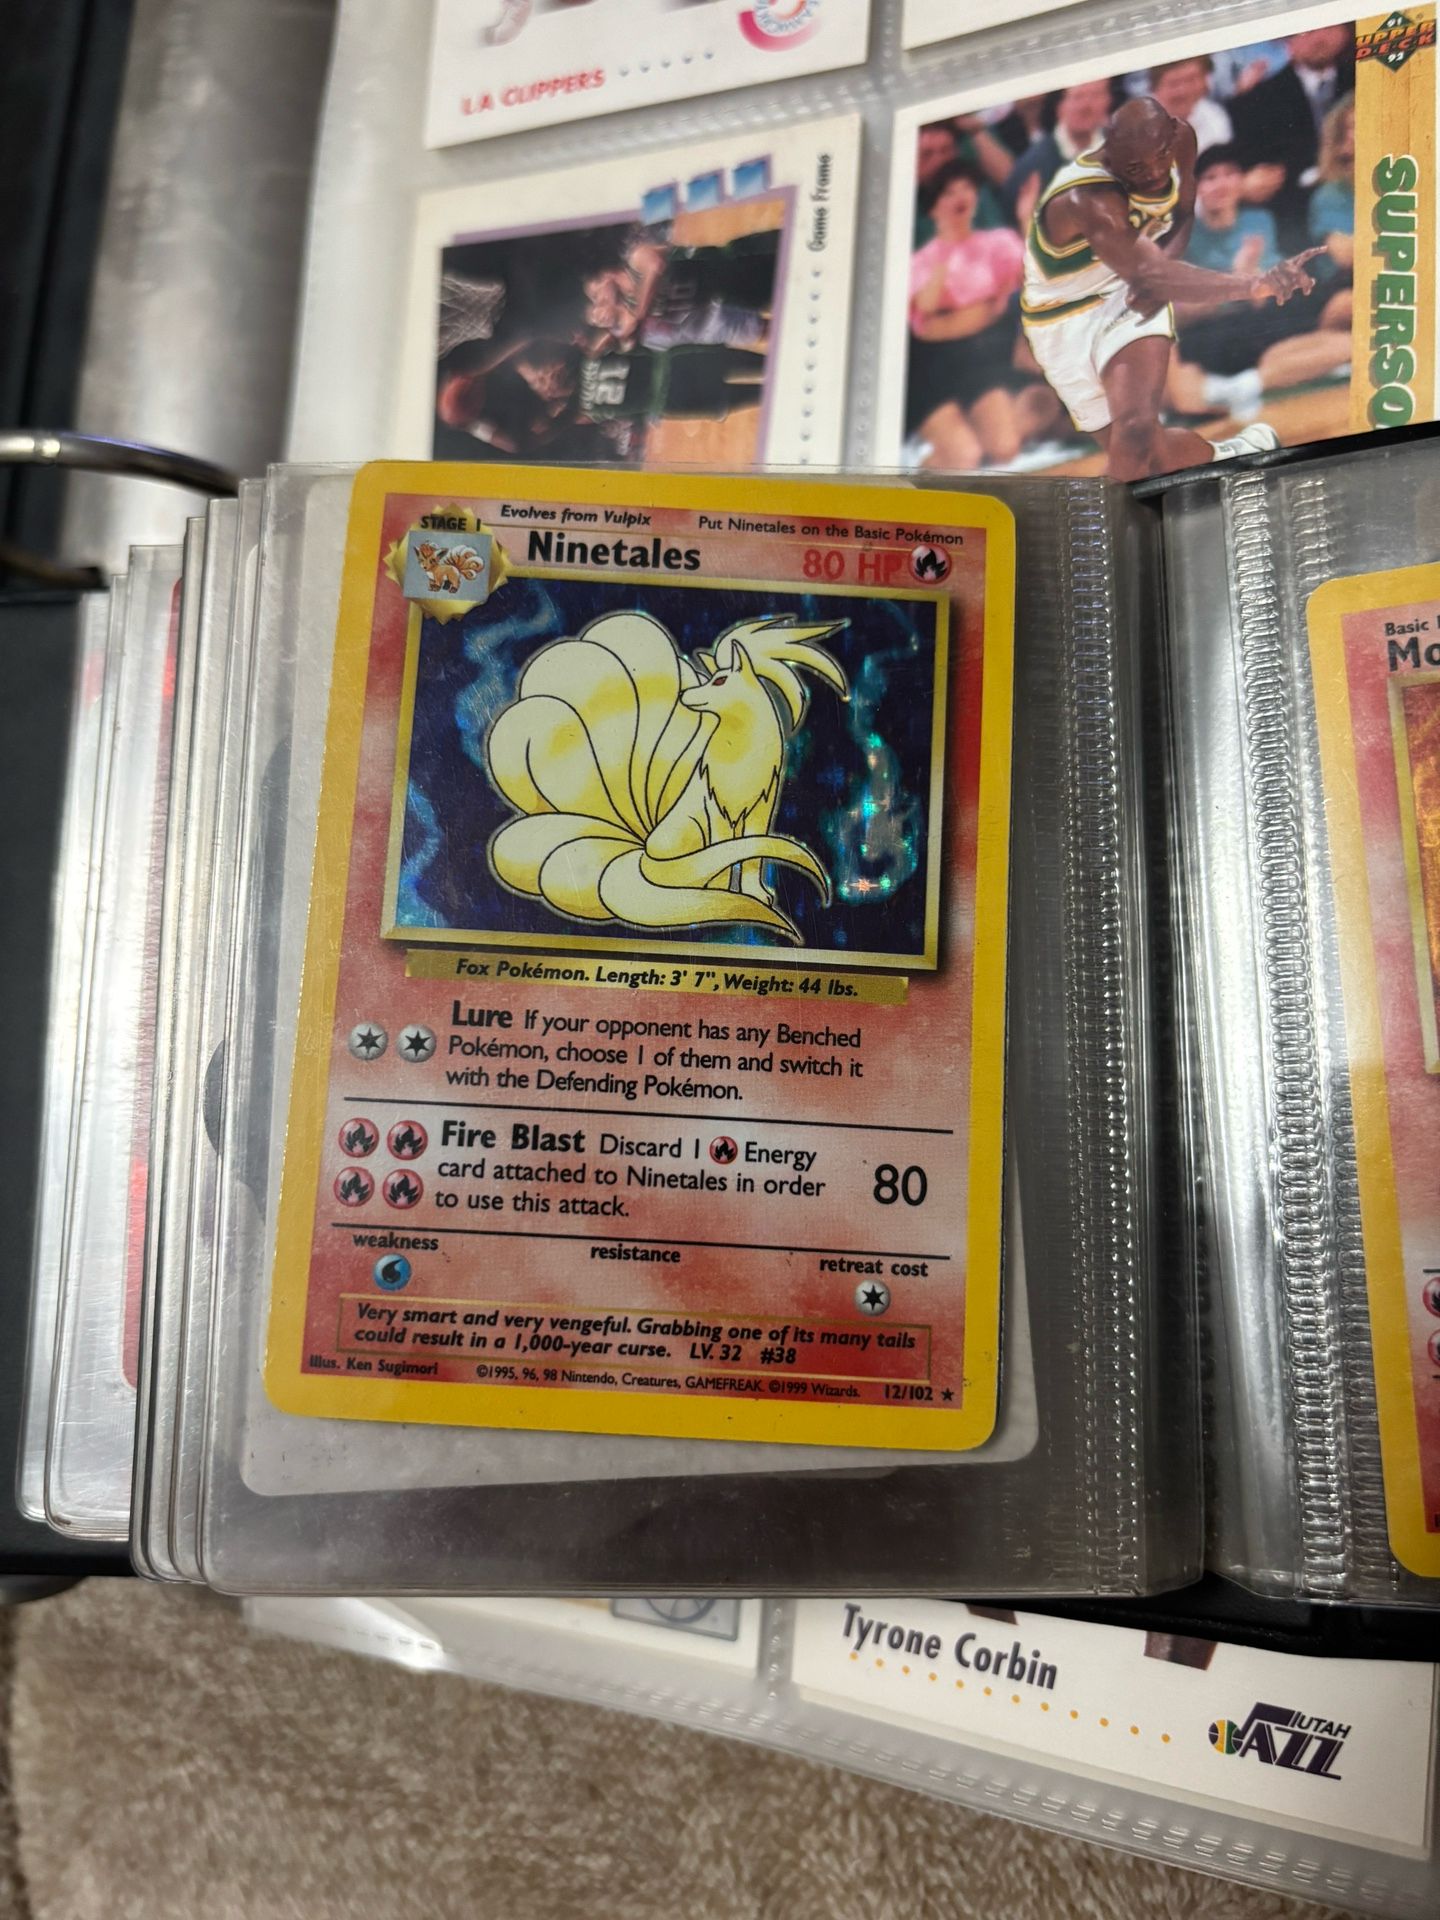 LA CLIPPERS
Game Frame
12
91
UPPER
DECK
92
SUPERSO
STAGE 1
Evolves from Vulpix
Put Ninetales on the Basic Pokémon
Ninetales
80 HP
Fox Pokémon. Length: 3' 7", Weight: 44 lbs.
Lure If your opponent has any Benched
Pokémon, choose 1 of them and switch it
with the Defending Pokémon.
Fire Blast Discard 1 Energy
card attached to Ninetales in order
to use this attack.
80
weakness
resistance
retreat cost
Very smart and very vengeful. Grabbing one of its many tails
could result in a 1,000-year curse. LV. 32 #38
Illus. Ken Sugimori
©1995, 96, 98 Nintendo, Creatures, GAMEFREAK. ©1999 Wizards.
12/102 ★
Basic
Mo
Tyrone Corbin
UTAH
JAZZ